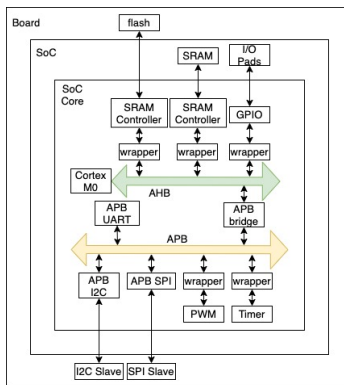 Board
flash
SoC
SRAM
I/O
Pads
SoC
Core
SRAM
Controller
SRAM
Controller
GPIO
wrapper
wrapper
wrapper
Cortex
M0
AHB
APB
UART
APB
bridge
APB
APB
I2C
APB SPI
wrapper
wrapper
PWM
Timer
I2C Slave
SPI Slave